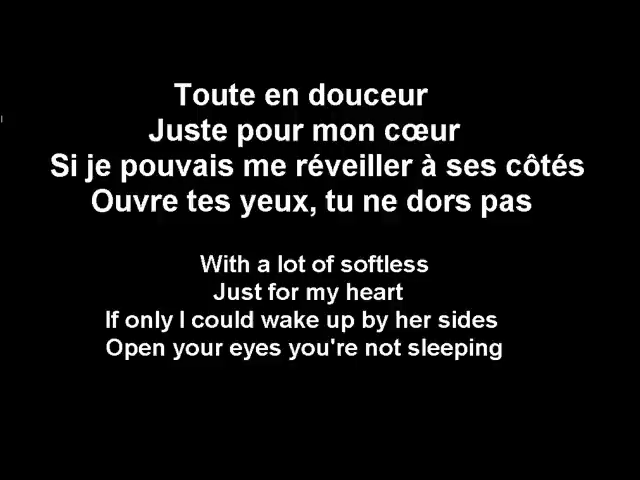 Toute en douceur
Juste pour mon cœur
Si je pouvais me réveiller à ses côtés
Ouvre tes yeux, tu ne dors pas
With a lot of softless
Just for my heart
If only I could wake up by her sides
Open your eyes you're not sleeping